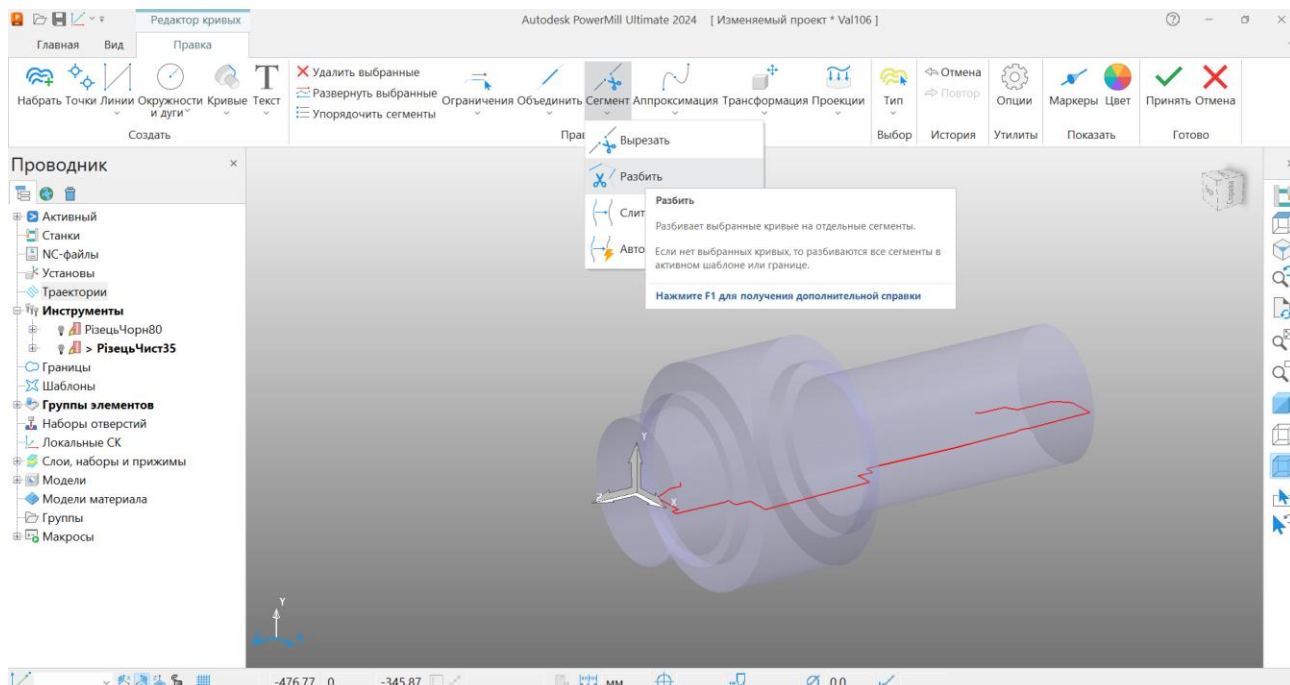 Редактор кривых
Autodesk PowerMill Ultimate 2024 [ Изменяемый проект * Val106 ]
Главная Вид Правка
Удалить выбранные
Развернуть выбранные
Упорядочить сегменты
Набрать Точки Линии Окружности и дуги Кривые Текст
Ограничения Объединить Сегмент Аппроксимация Трансформация Проекции
Тип
Отмена
Повтор
Опции
Маркеры Цвет
Принять Отмена
Создать
Пра
Выбор История Утилиты Показать Готово
Вырезать
Разбить
Слит
Авто
Разбить
Разбивает выбранные кривые на отдельные сегменты.
Если нет выбранных кривых, то разбиваются все сегменты в
активном шаблоне или границе.
Нажмите F1 для получения дополнительной справки
Проводник
Активный
Станки
NC-файлы
Установы
Траектории
Инструменты
РізецьЧорн80
> РізецьЧист35
Границы
Шаблоны
Группы элементов
Наборы отверстий
Локальные СК
Слои, наборы и прижимы
Модели
Модели материала
Группы
Макросы
Y
Z
X
Y
-476.77 0 -345.87
мм
0.0